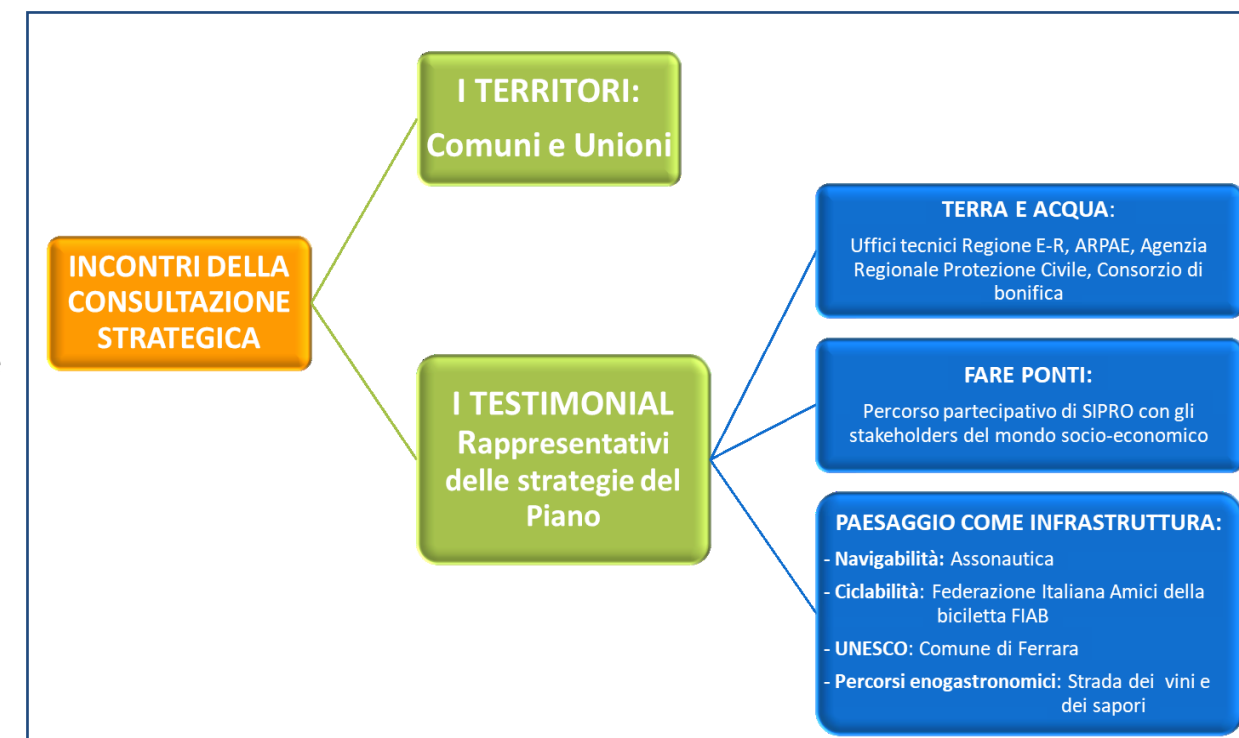 I TERRITORI:
Comuni e Unioni
INCONTRI DELLA
CONSULTAZIONE
STRATEGICA
I TESTIMONIAL
Rappresentativi
delle strategie del
Piano
TERRA E ACQUA:
Uffici tecnici Regione E-R, ARPAE, Agenzia
Regionale Protezione Civile, Consorzio di
bonifica
FARE PONTI:
Percorso partecipativo di SIPRO con gli
stakeholders del mondo socio-economico
PAESAGGIO COME INFRASTRUTTURA:
- Navigabilità: Assonautica
- Ciclabilità: Federazione Italiana Amici della
biciletta FIAB
- UNESCO: Comune di Ferrara
- Percorsi enogastronomici: Strada dei vini e
dei sapori